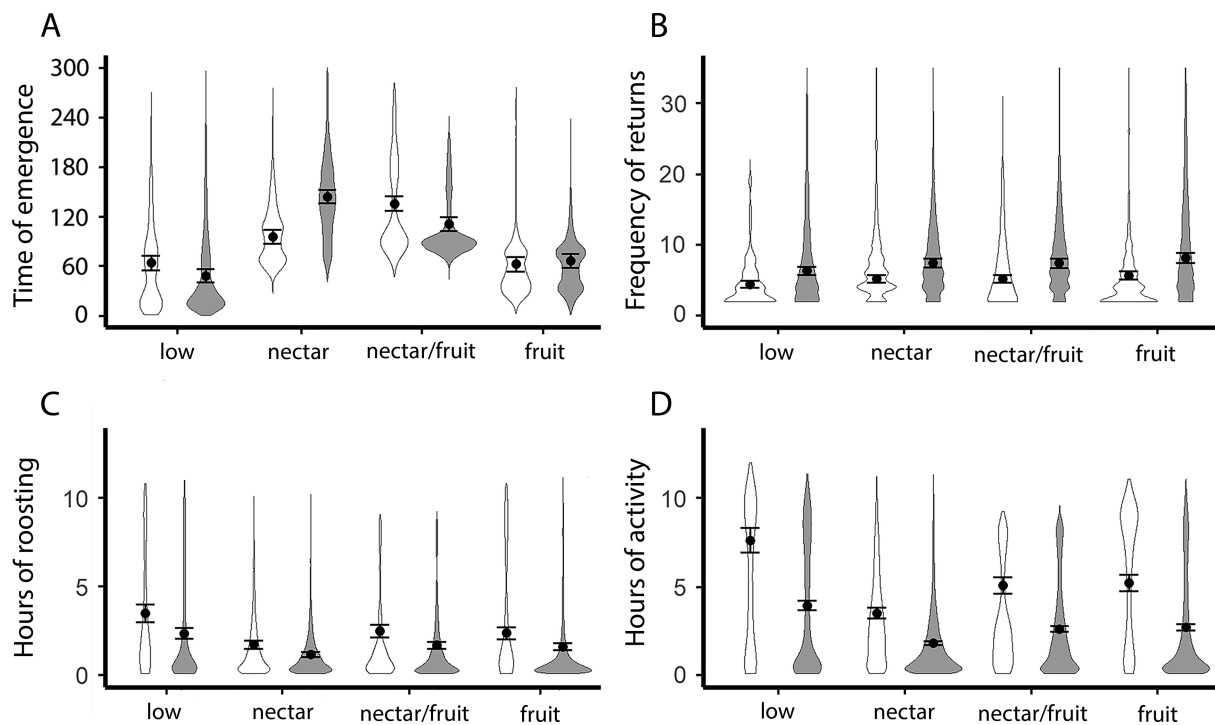 A
Time of emergence
300
240
180
120
60
0
low nectar nectar/fruit fruit
B
Frequency of returns
30
20
10
0
low nectar nectar/fruit fruit
C
Hours of roosting
10
5
0
low nectar nectar/fruit fruit
D
Hours of activity
10
5
0
low nectar nectar/fruit fruit